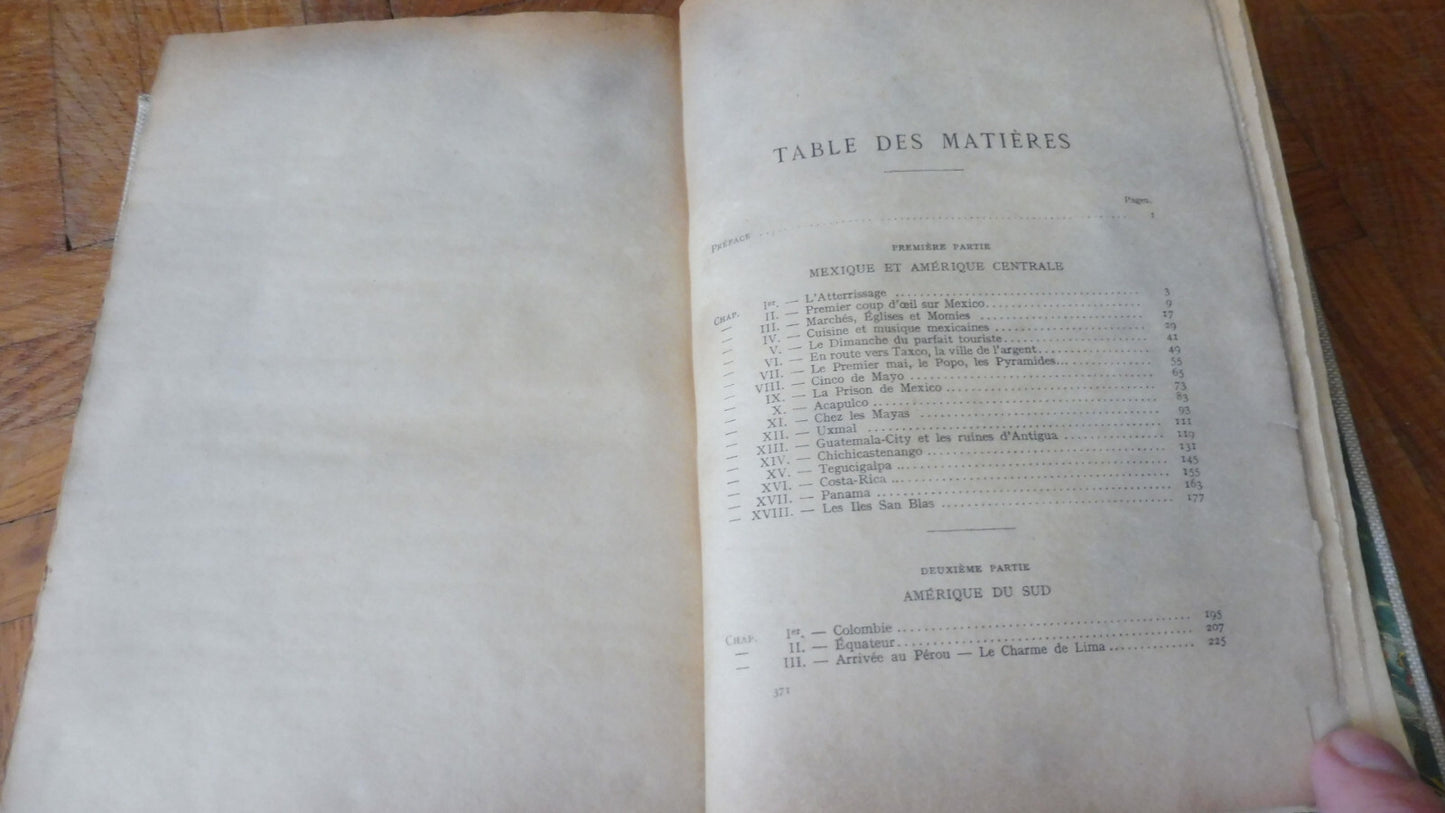 TABLE DES MATIÈRES
Pages.
PRÉFACE .......... 1
PREMIÈRE PARTIE
MEXIQUE ET AMÉRIQUE CENTRALE
CHAP. Ier. — L'Atterrissage .......... 3
— II. — Premier coup d'œil sur Mexico .......... 9
— III. — Marchés, Églises et Momies .......... 17
— IV. — Cuisine et musique mexicaines .......... 29
— V. — Le Dimanche du parfait touriste .......... 41
— VI. — En route vers Taxco, la ville de l'argent .......... 49
— VII. — Le Premier mai, le Popo, les Pyramides .......... 55
— VIII. — Cinco de Mayo .......... 65
— IX. — La Prison de Mexico .......... 73
— X. — Acapulco .......... 83
— XI. — Chez les Mayas .......... 93
— XII. — Uxmal .......... 111
— XIII. — Guatemala-City et les ruines d'Antigua .......... 119
— XIV. — Chichicastenango .......... 131
— XV. — Tegucigalpa .......... 145
— XVI. — Costa-Rica .......... 155
— XVII. — Panama .......... 163
— XVIII. — Les Iles San Blas .......... 177
DEUXIÈME PARTIE
AMÉRIQUE DU SUD
CHAP. Ier. — Colombie .......... 195
— II. — Équateur .......... 207
— III. — Arrivée au Pérou — Le Charme de Lima .......... 225
371